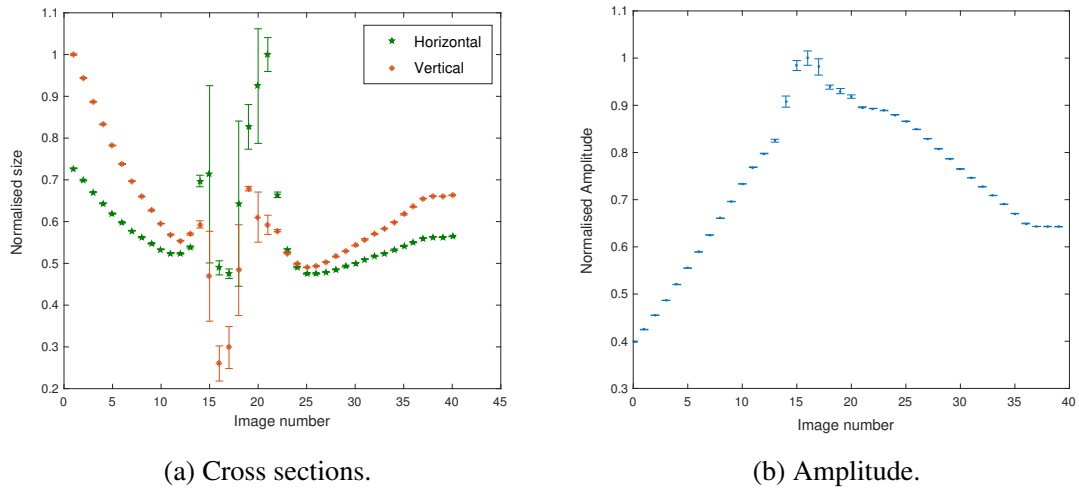 1.1
1
0.9
0.8
0.7
0.6
0.5
0.4
0.3
0.2
Normalised size
0 5 10 15 20 25 30 35 40 45
Image number
Horizontal
Vertical
(a) Cross sections.
1.1
1
0.9
0.8
0.7
0.6
0.5
0.4
0.3
Normalised Amplitude
0 5 10 15 20 25 30 35 40
Image number
(b) Amplitude.